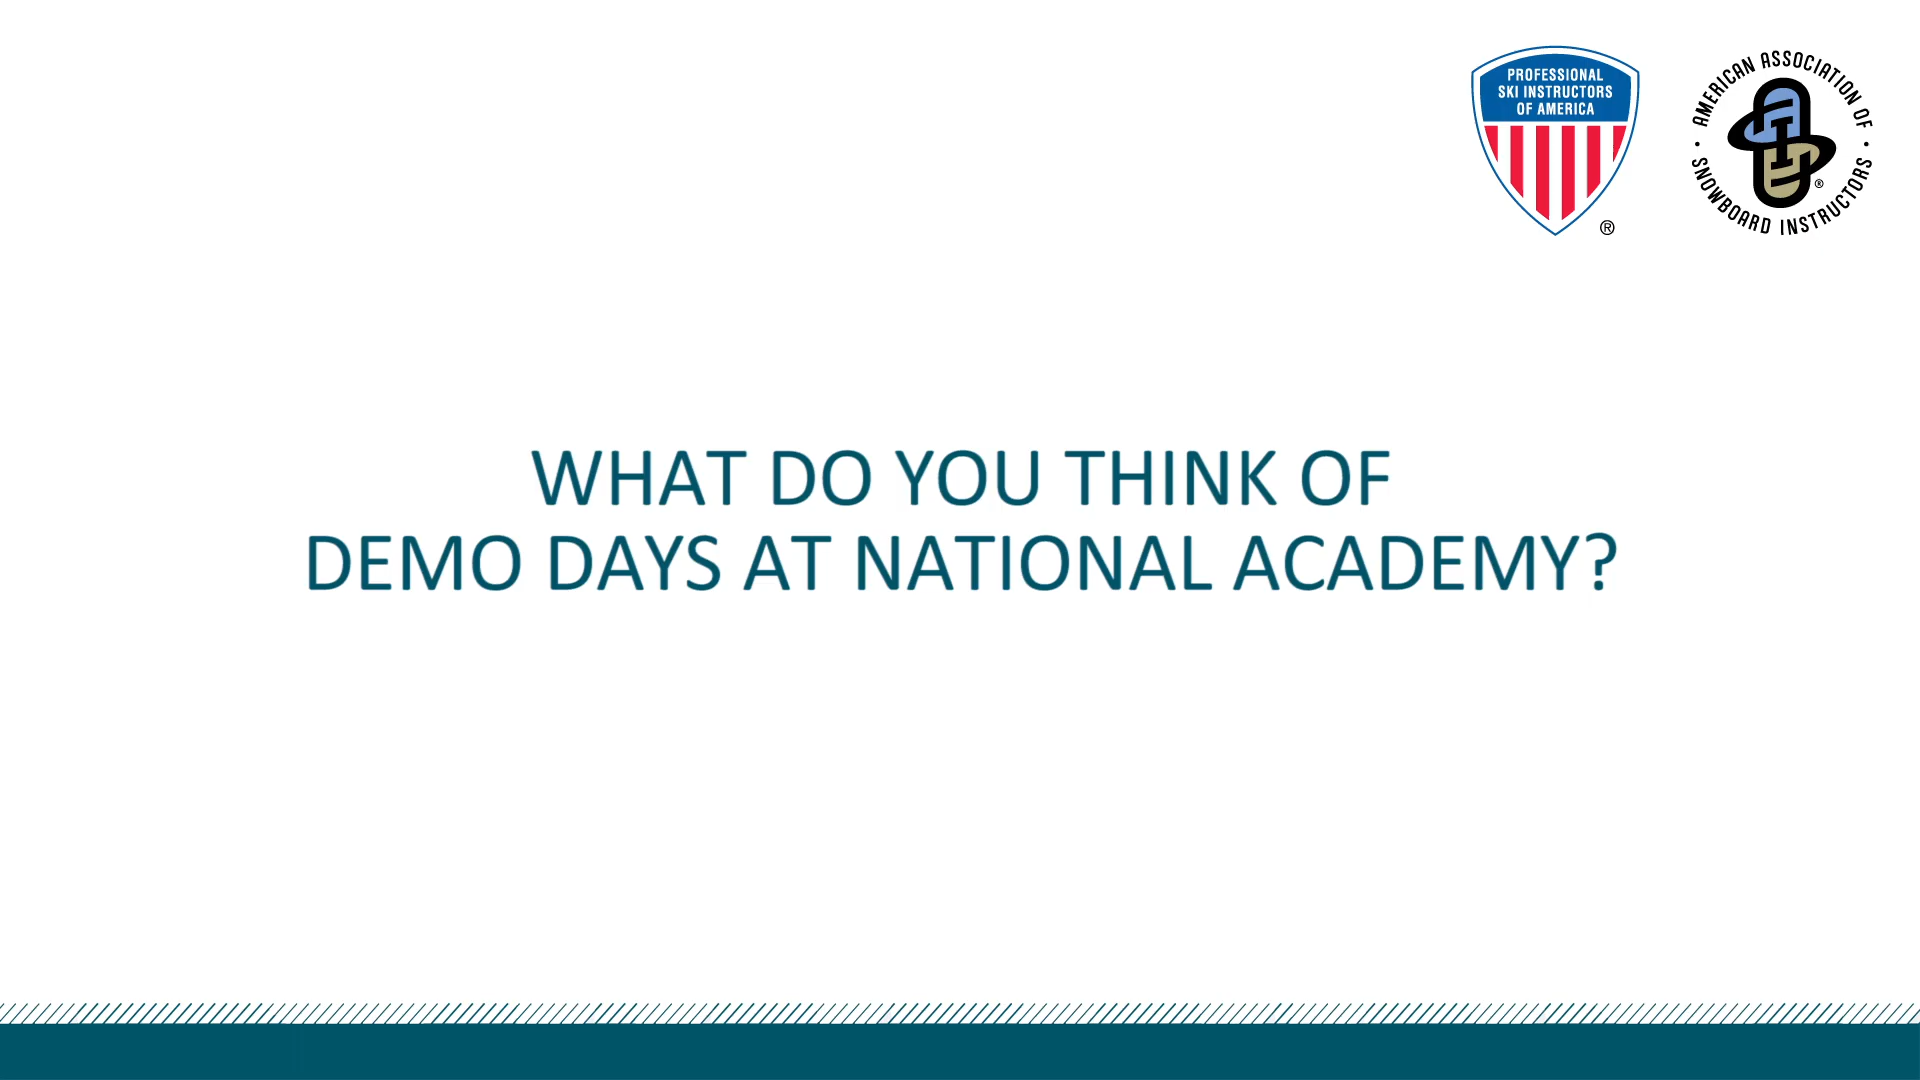 PROFESSIONAL
SKI INSTRUCTORS
OF AMERICA
®
AMERICAN ASSOCIATION OF
· SNOWBOARD INSTRUCTORS ·
®
WHAT DO YOU THINK OF
DEMO DAYS AT NATIONAL ACADEMY?